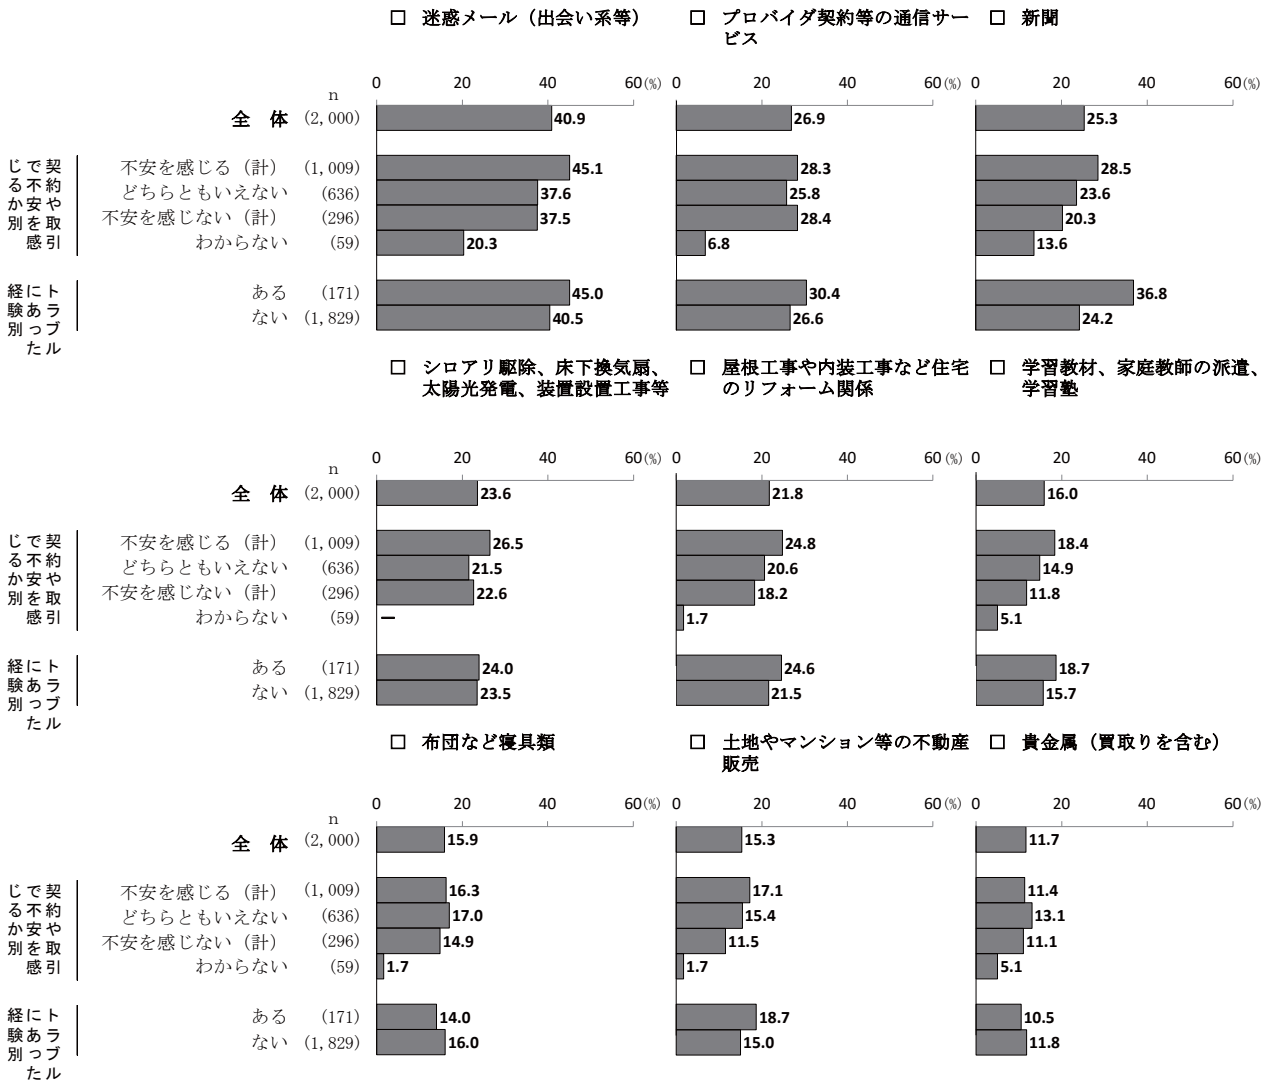 □ 迷惑メール（出会い系等）
□ プロバイダ契約等の通信サー
ビス
□ 新聞
0 20 40 60(%)
0 20 40 60(%)
0 20 40 60(%)
n
全 体 (2,000) 40.9 26.9 25.3
契約や取引で不安を感じるか別
不安を感じる（計） (1,009) 45.1 28.3 28.5
どちらともいえない (636) 37.6 25.8 23.6
不安を感じない（計） (296) 37.5 28.4 20.3
わからない (59) 20.3 6.8 13.6
トラブルにあった経験別
ある (171) 45.0 30.4 36.8
ない (1,829) 40.5 26.6 24.2
□ シロアリ駆除、床下換気扇、
太陽光発電、装置設置工事等
□ 屋根工事や内装工事など住宅
のリフォーム関係
□ 学習教材、家庭教師の派遣、
学習塾
0 20 40 60(%)
0 20 40 60(%)
0 20 40 60(%)
n
全 体 (2,000) 23.6 21.8 16.0
契約や取引で不安を感じるか別
不安を感じる（計） (1,009) 26.5 24.8 18.4
どちらともいえない (636) 21.5 20.6 14.9
不安を感じない（計） (296) 22.6 18.2 11.8
わからない (59) － 1.7 5.1
トラブルにあった経験別
ある (171) 24.0 24.6 18.7
ない (1,829) 23.5 21.5 15.7
□ 布団など寝具類
□ 土地やマンション等の不動産
販売
□ 貴金属（買取りを含む）
0 20 40 60(%)
0 20 40 60(%)
0 20 40 60(%)
n
全 体 (2,000) 15.9 15.3 11.7
契約や取引で不安を感じるか別
不安を感じる（計） (1,009) 16.3 17.1 11.4
どちらともいえない (636) 17.0 15.4 13.1
不安を感じない（計） (296) 14.9 11.5 11.1
わからない (59) 1.7 1.7 5.1
トラブルにあった経験別
ある (171) 14.0 18.7 10.5
ない (1,829) 16.0 15.0 11.8